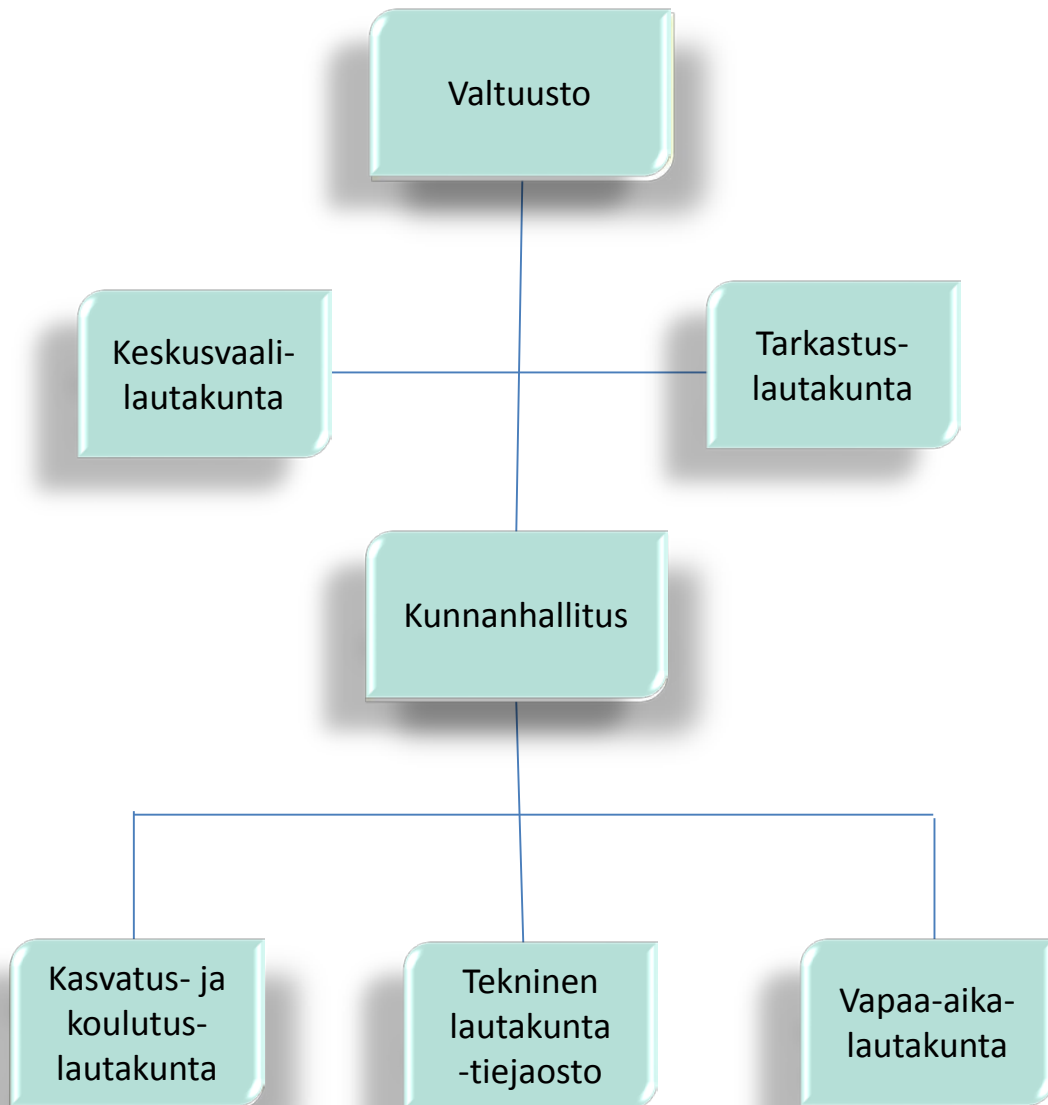 Valtuusto
Keskusvaali-
lautakunta
Tarkastus-
lautakunta
Kunnanhallitus
Kasvatus- ja
koulutus-
lautakunta
Tekninen
lautakunta
-tiejaosto
Vapaa-aika-
lautakunta